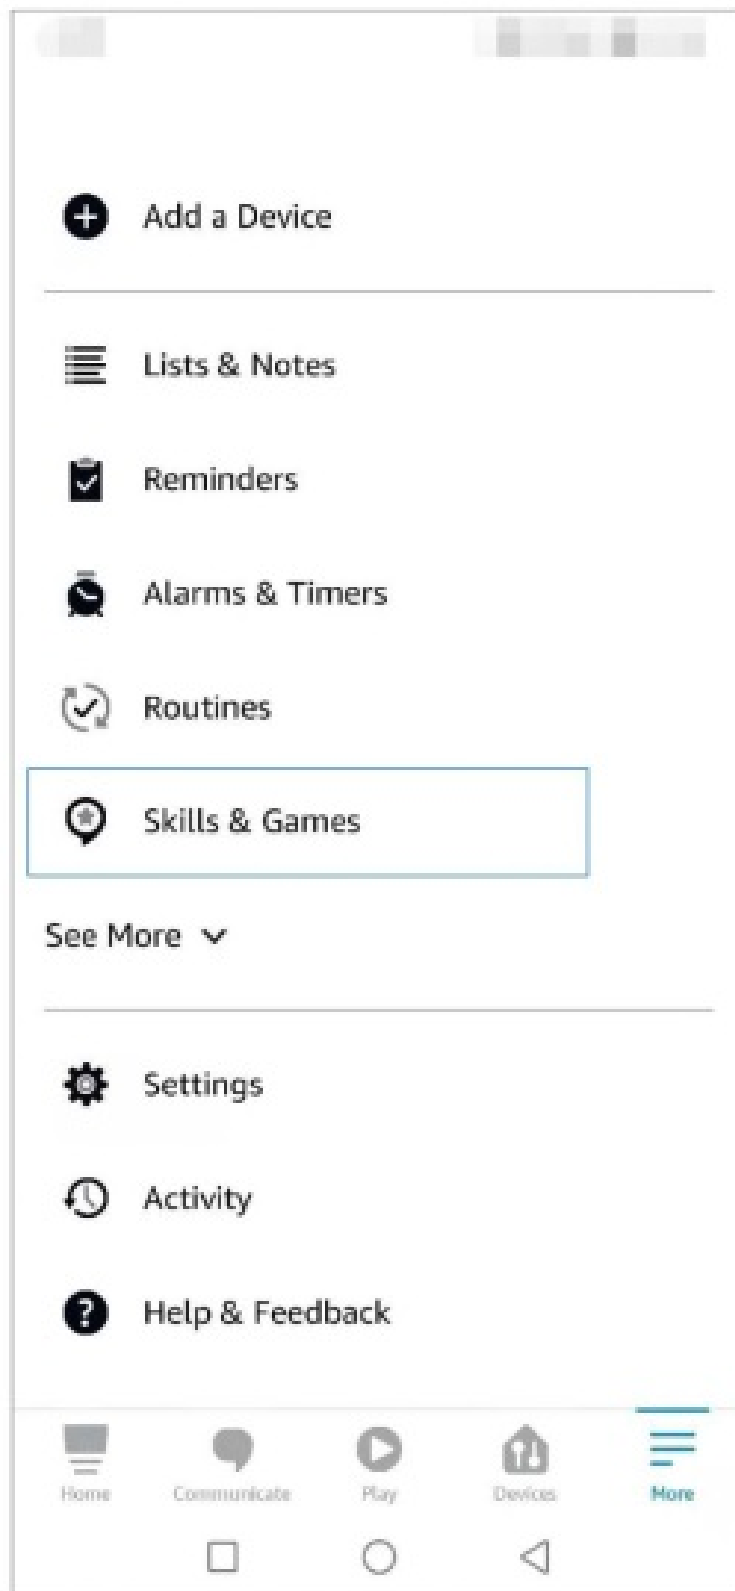 Add a Device
Lists & Notes
Reminders
Alarms & Timers
Routines
Skills & Games
See More
Settings
Activity
Help & Feedback
Home
Communicate
Play
Devices
More